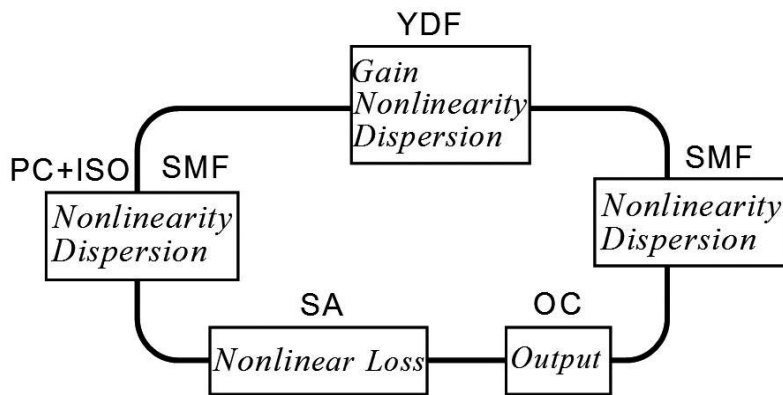 YDF
Gain
Nonlinearity
Dispersion
PC+ISO SMF
Nonlinearity
Dispersion
SMF
Nonlinearity
Dispersion
SA
Nonlinear Loss
OC
Output